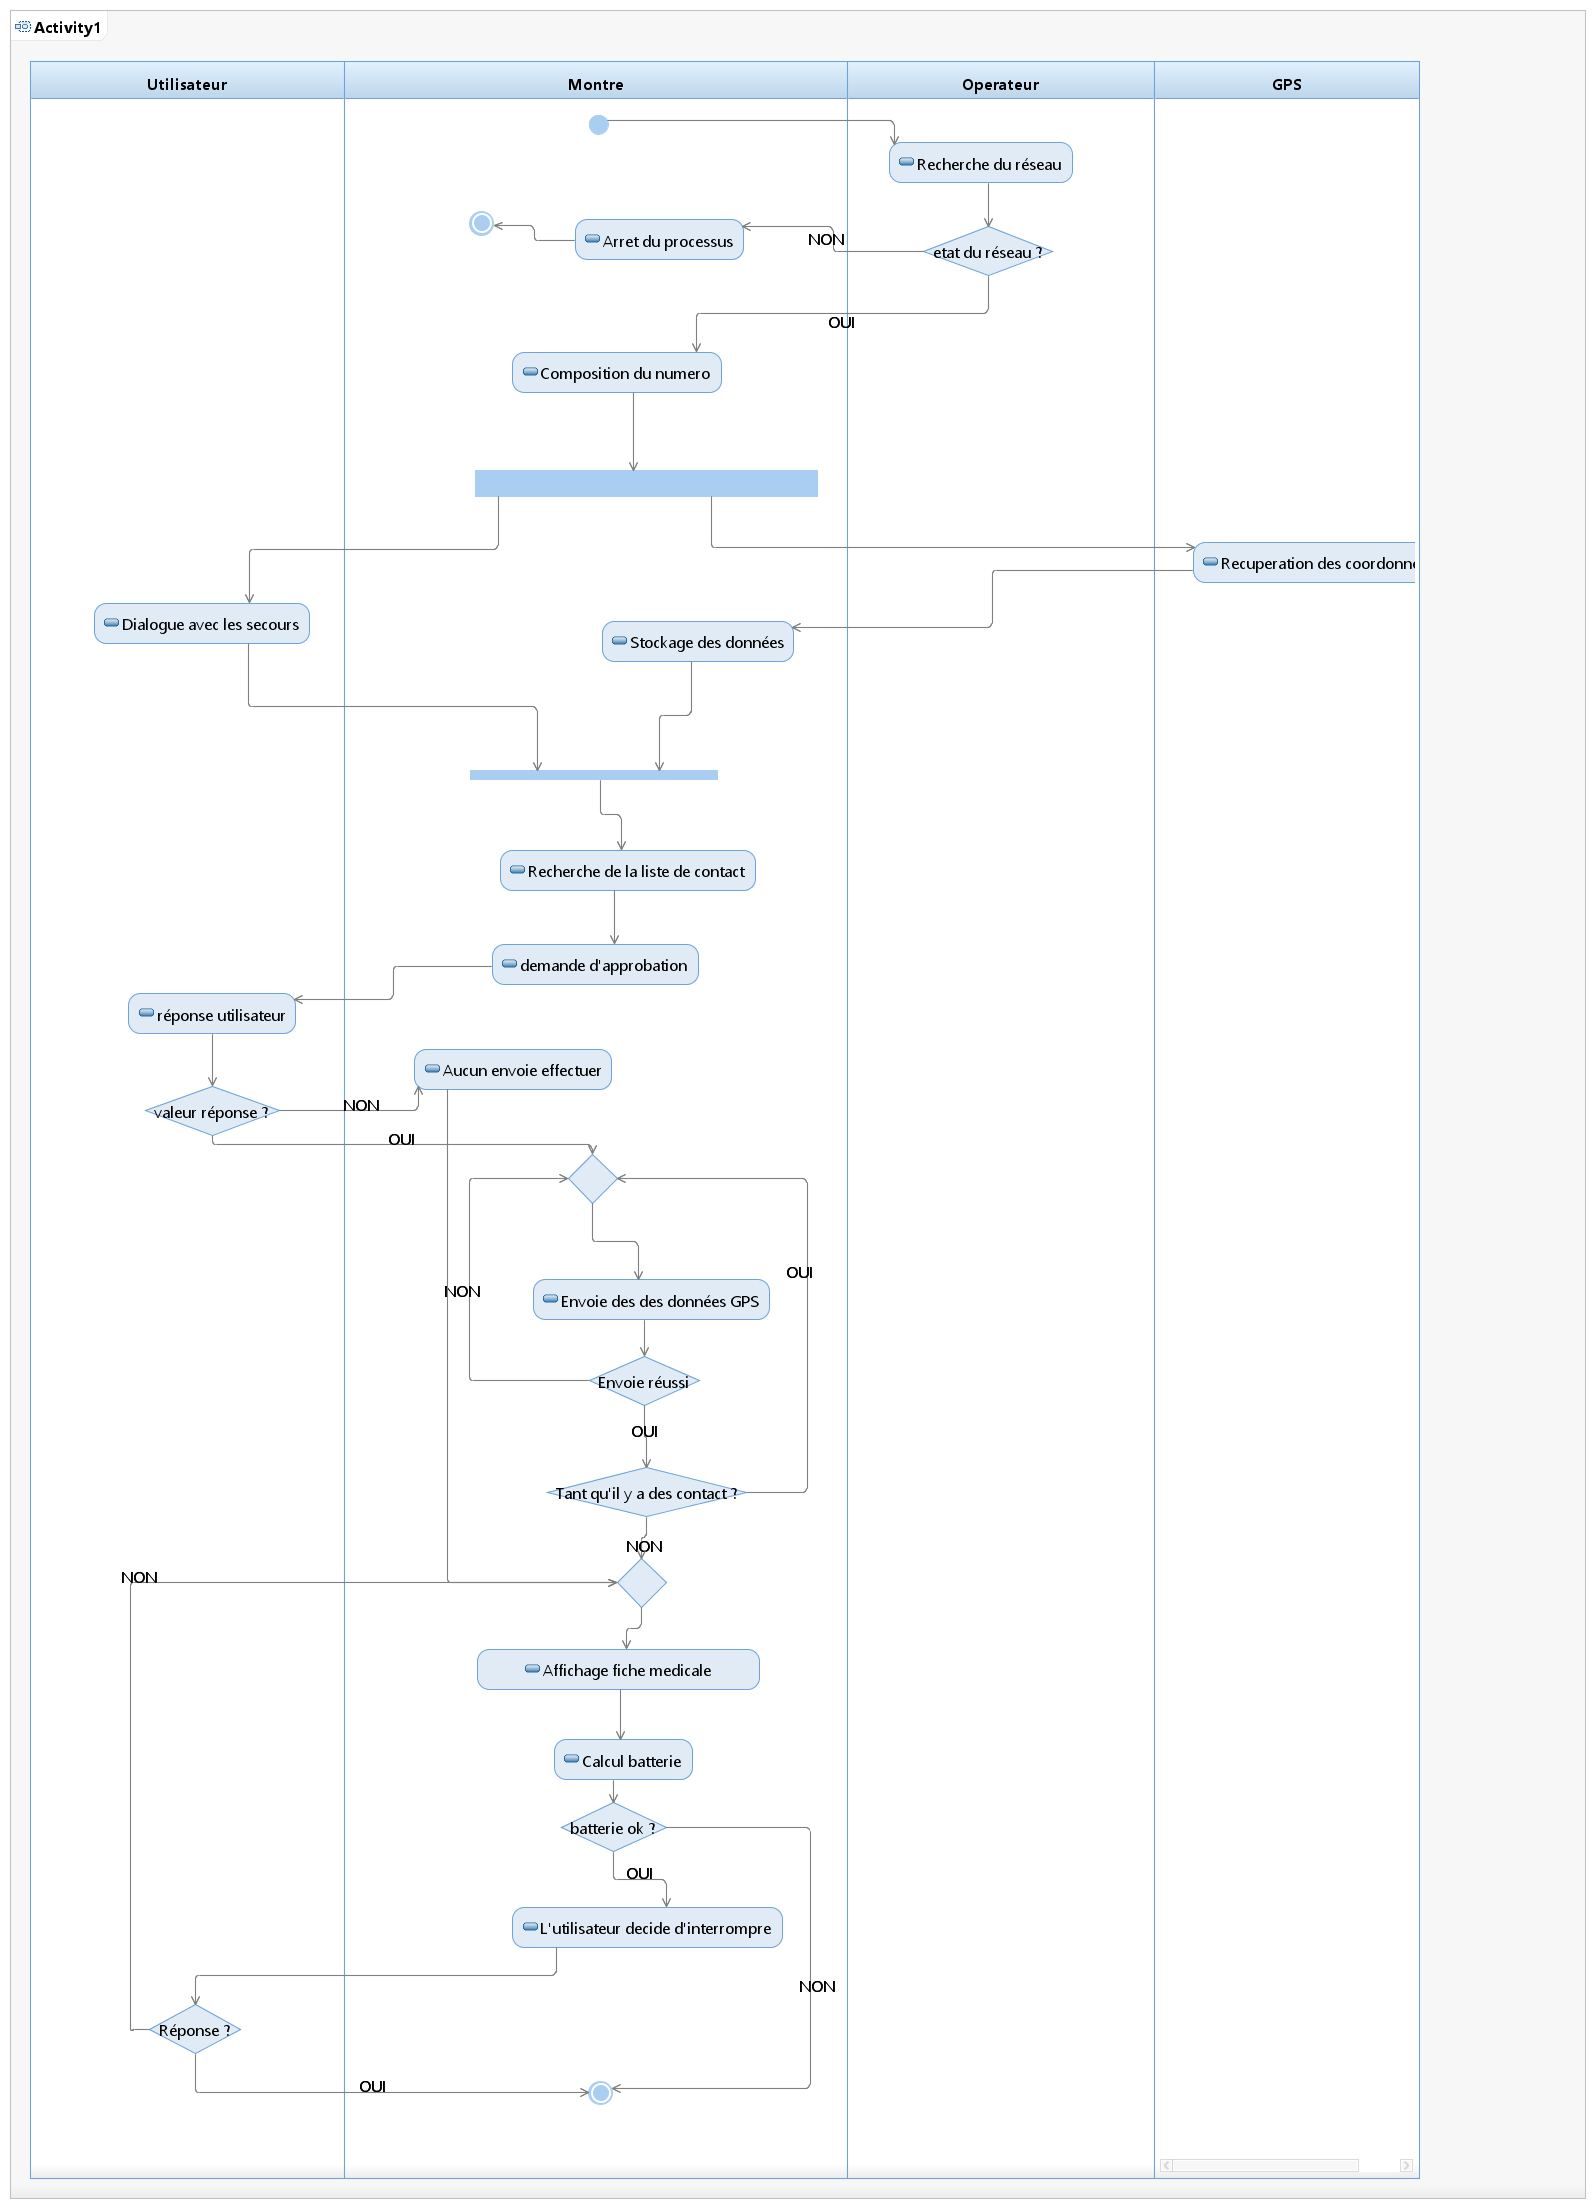 Activity1
Utilisateur
Montre
Operateur
GPS
Recherche du réseau
Arret du processus
NON
etat du réseau ?
OUI
Composition du numero
Recuperation des coordonne
Dialogue avec les secours
Stockage des données
Recherche de la liste de contact
demande d'approbation
réponse utilisateur
Aucun envoie effectuer
valeur réponse ?
NON
OUI
OUI
NON
Envoie des des données GPS
Envoie réussi
OUI
Tant qu'il y a des contact ?
NON
NON
Affichage fiche medicale
Calcul batterie
batterie ok ?
OUI
L'utilisateur decide d'interrompre
NON
Réponse ?
OUI